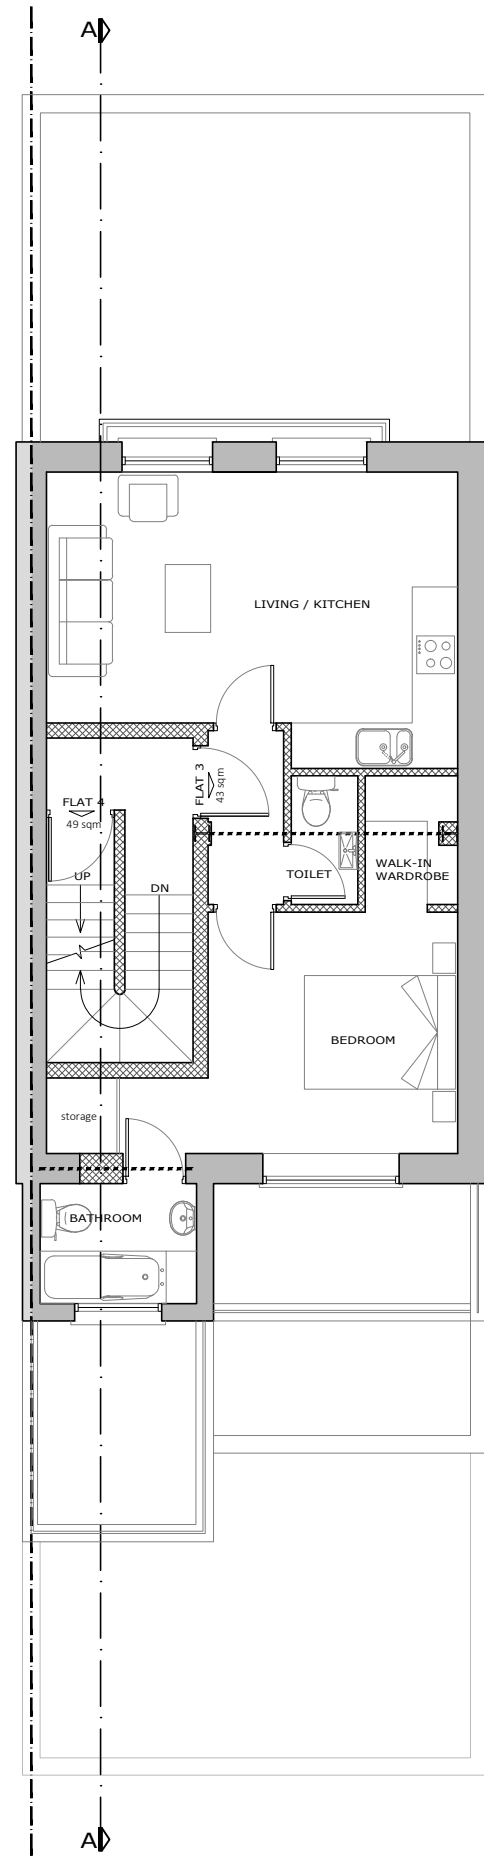 A
LIVING / KITCHEN
FLAT 3
43 sqm
FLAT 4
49 sqm
UP
DN
TOILET
WALK-IN
WARDROBE
BEDROOM
storage
BATHROOM
A